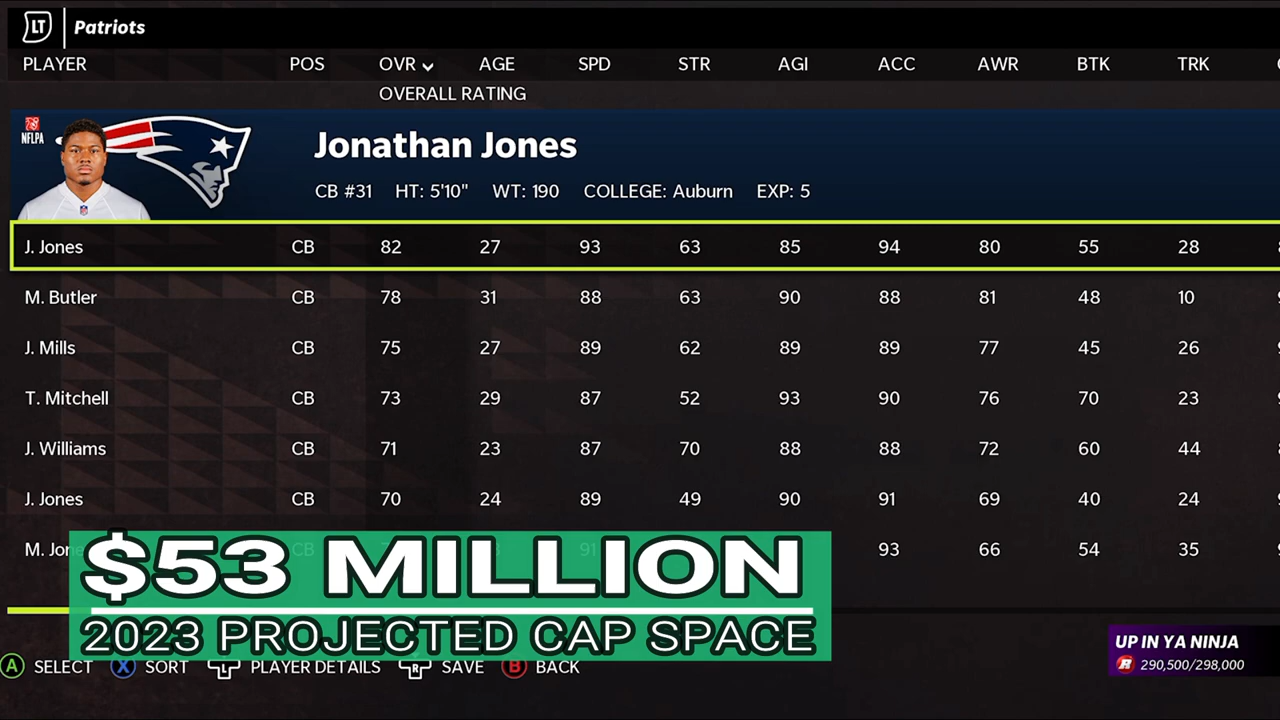 LT Patriots
PLAYER POS OVR AGE SPD STR AGI ACC AWR BTK TRK
OVERALL RATING
NFLPA
Jonathan Jones
CB #31 HT: 5'10" WT: 190 COLLEGE: Auburn EXP: 5
J. Jones CB 82 27 93 63 85 94 80 55 28
M. Butler CB 78 31 88 63 90 88 81 48 10
J. Mills CB 75 27 89 62 89 89 77 45 26
T. Mitchell CB 73 29 87 52 93 90 76 70 23
J. Williams CB 71 23 87 70 88 88 72 60 44
J. Jones CB 70 24 89 49 90 91 69 40 24
M. Jone CB 91 93 66 54 35
$53 MILLION
2023 PROJECTED CAP SPACE
UP IN YA NINJA
R 290,500/298,000
A SELECT X SORT L PLAYER DETAILS R SAVE B BACK